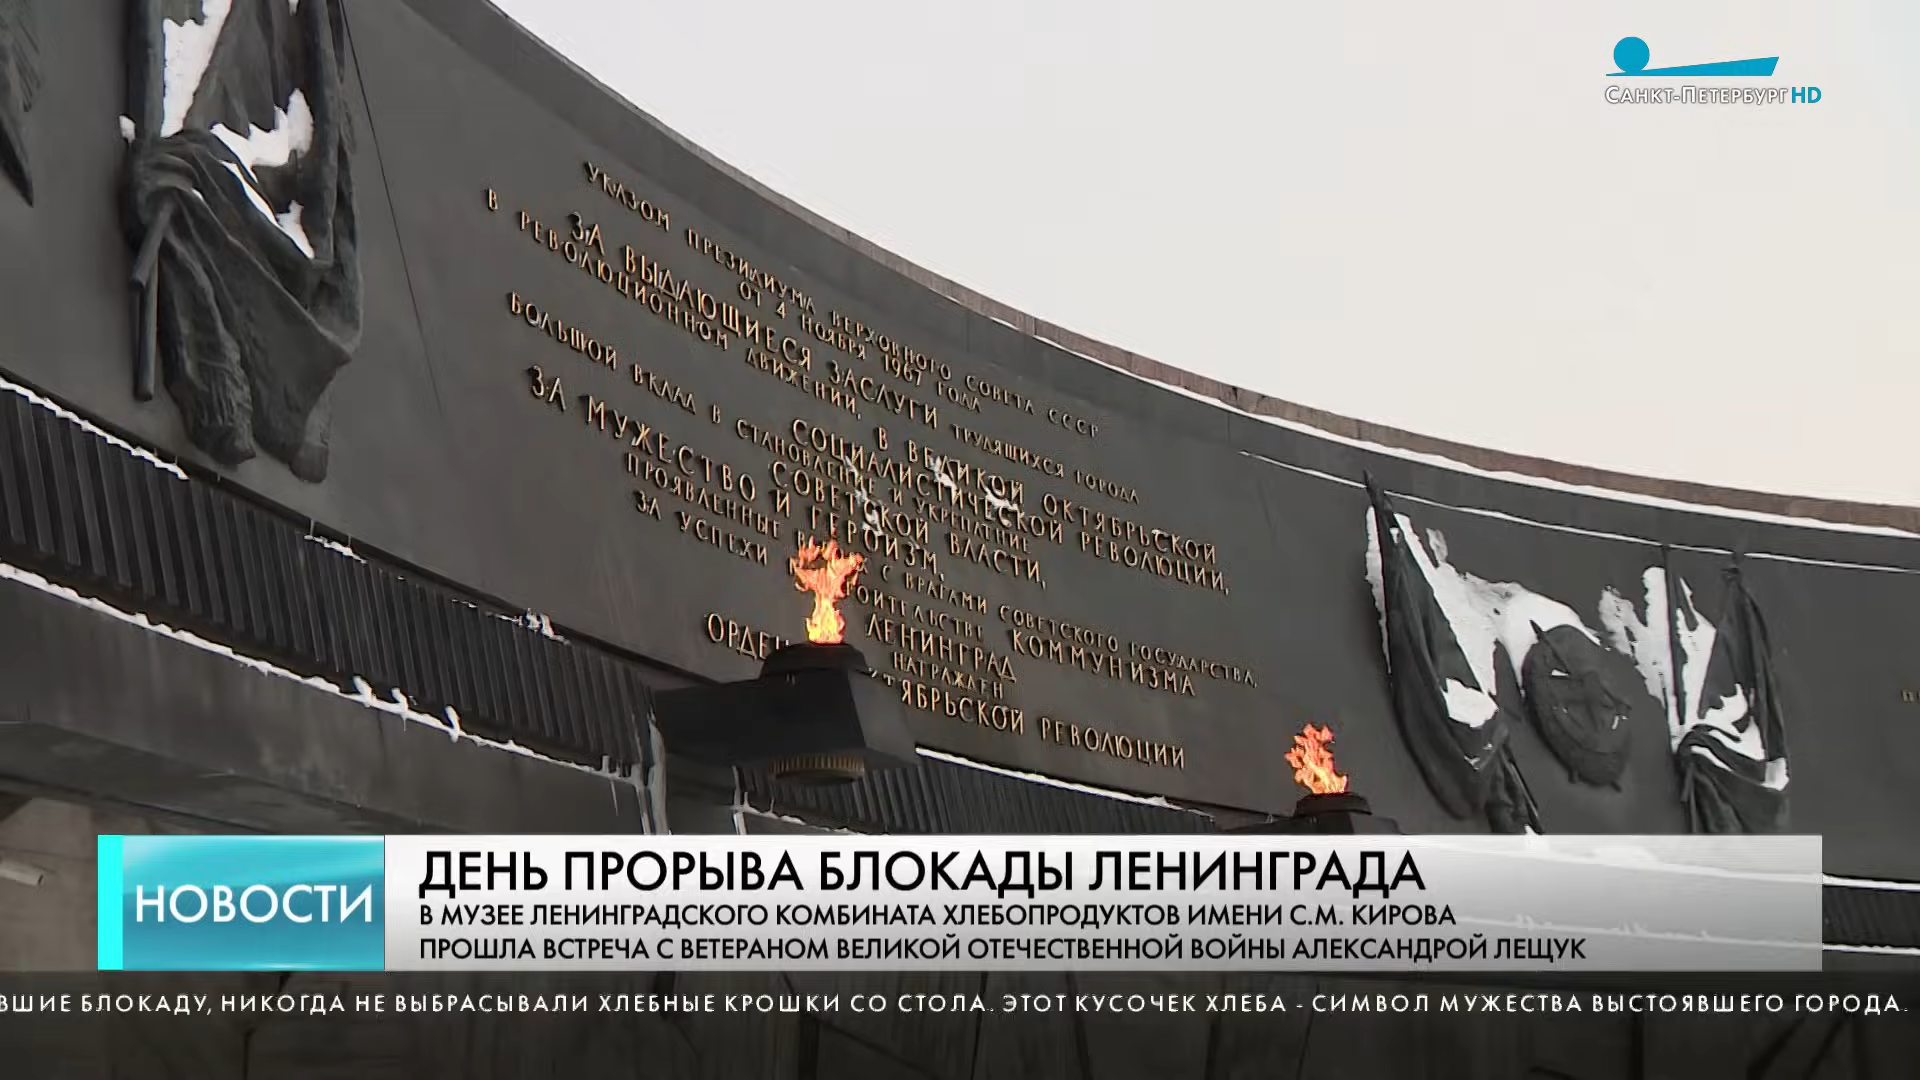 САНКТ-ПЕТЕРБУРГ HD
УКАЗОМ ПРЕЗИДИУМА ВЕРХОВНОГО СОВЕТА СССР
ОТ 4 НОЯБРЯ 1967 ГОДА
ЗА ВЫДАЮЩИЕСЯ ЗАСЛУГИ ТРУДЯЩИХСЯ ГОРОДА
В РЕВОЛЮЦИОННОМ ДВИЖЕНИИ, В ВЕЛИКОЙ ОКТЯБРЬСКОЙ
СОЦИАЛИСТИЧЕСКОЙ РЕВОЛЮЦИИ,
БОЛЬШОЙ ВКЛАД В СТАНОВЛЕНИЕ И УКРЕПЛЕНИЕ
СОВЕТСКОЙ ВЛАСТИ,
ЗА МУЖЕСТВО И ГЕРОИЗМ,
ПРОЯВЛЕННЫЕ В С ВРАГАМИ СОВЕТСКОГО ГОСУДАРСТВА,
ЗА УСПЕХИ КОММУНИЗМА
ЛЕНИНГРАД
НАГРАЖДЕН
ОРДЕНОМ ОКТЯБРЬСКОЙ РЕВОЛЮЦИИ
НОВОСТИ
ДЕНЬ ПРОРЫВА БЛОКАДЫ ЛЕНИНГРАДА
В МУЗЕЕ ЛЕНИНГРАДСКОГО КОМБИНАТА ХЛЕБОПРОДУКТОВ ИМЕНИ С.М. КИРОВА
ПРОШЛА ВСТРЕЧА С ВЕТЕРАНОМ ВЕЛИКОЙ ОТЕЧЕСТВЕННОЙ ВОЙНЫ АЛЕКСАНДРОЙ ЛЕЩУК
ВШИЕ БЛОКАДУ, НИКОГДА НЕ ВЫБРАСЫВАЛИ ХЛЕБНЫЕ КРОШКИ СО СТОЛА. ЭТОТ КУСОЧЕК ХЛЕБА - СИМВОЛ МУЖЕСТВА ВЫСТОЯВШЕГО ГОРОДА.